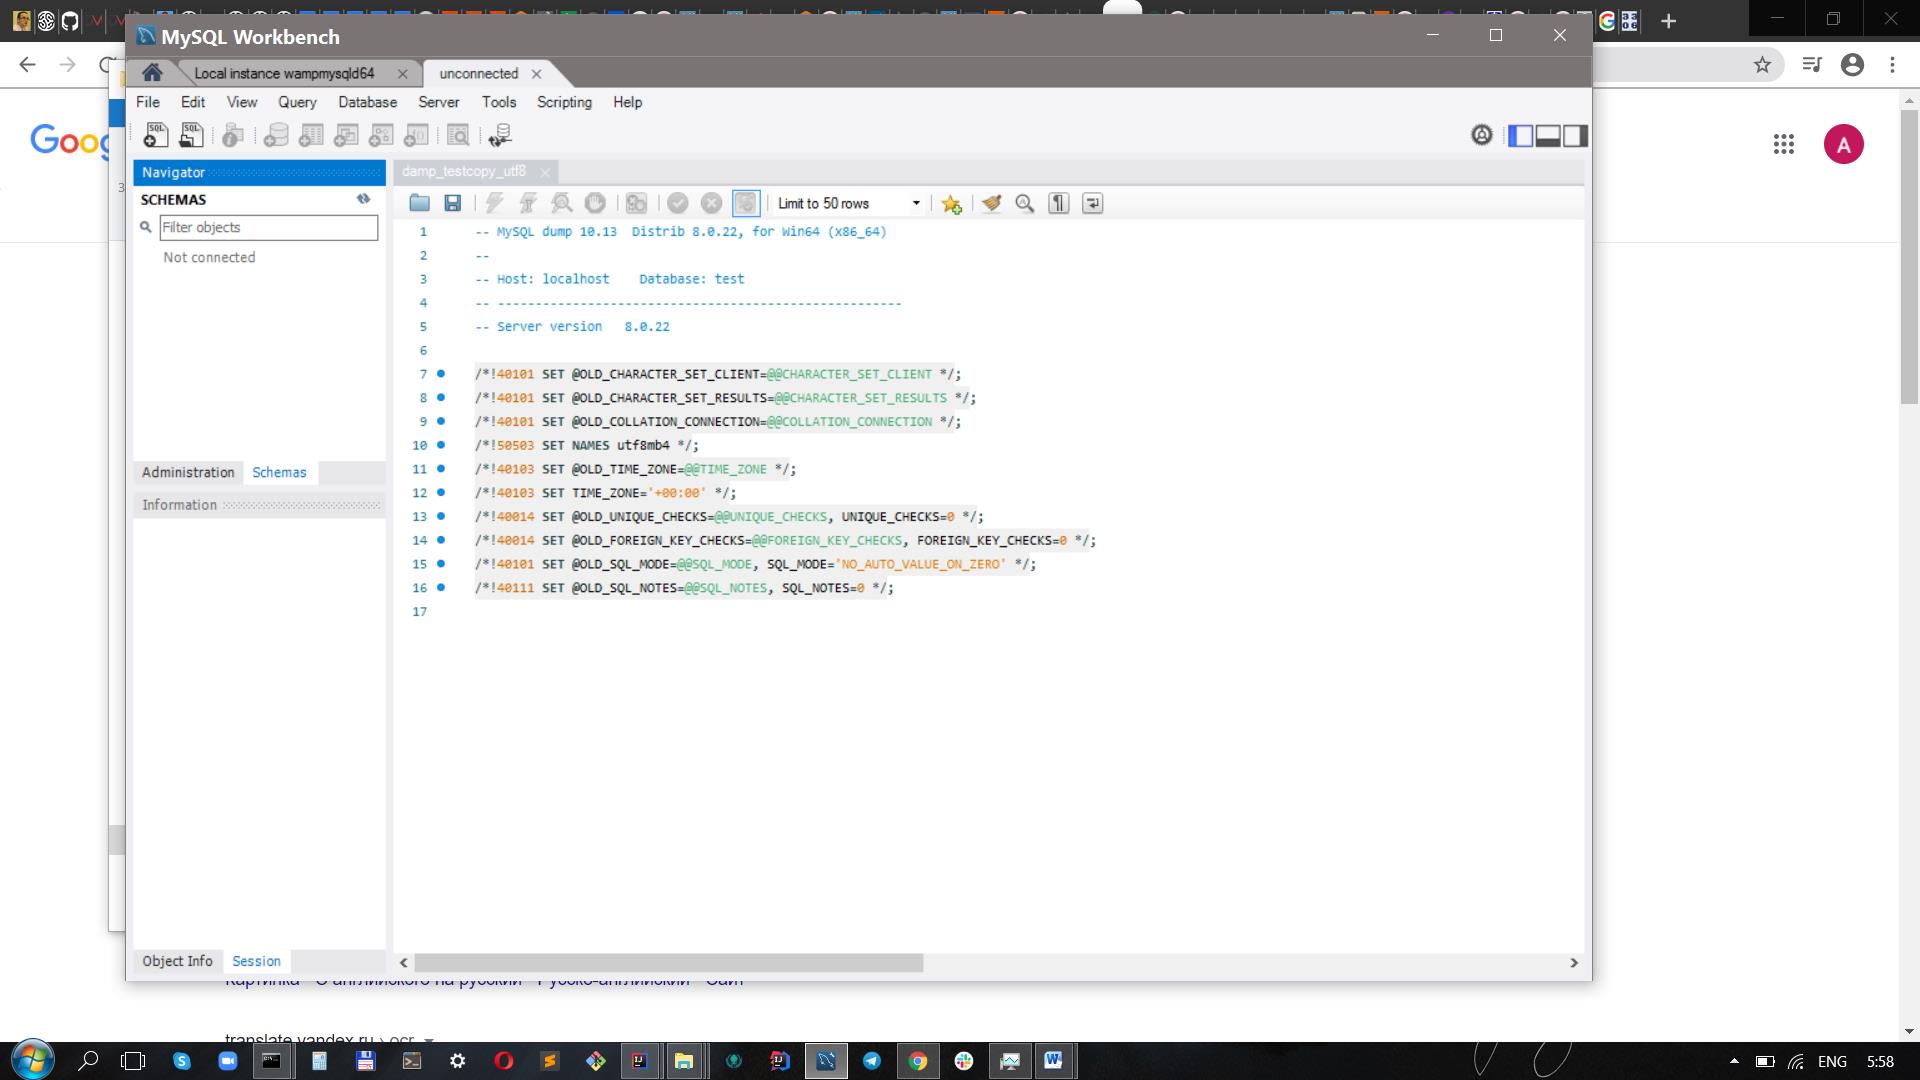 MySQL Workbench
Local instance wampmysqld64
unconnected
File Edit View Query Database Server Tools Scripting Help
Goog
A
Navigator
damp_testcopy_utf8
SCHEMAS
Limit to 50 rows
Filter objects
Not connected
1 -- MySQL dump 10.13  Distrib 8.0.22, for Win64 (x86_64)
2 --
3 -- Host: localhost    Database: test
4 -- ------------------------------------------------------
5 -- Server version   8.0.22
6
7 /*!40101 SET @OLD_CHARACTER_SET_CLIENT=@@CHARACTER_SET_CLIENT */;
8 /*!40101 SET @OLD_CHARACTER_SET_RESULTS=@@CHARACTER_SET_RESULTS */;
9 /*!40101 SET @OLD_COLLATION_CONNECTION=@@COLLATION_CONNECTION */;
10 /*!50503 SET NAMES utf8mb4 */;
11 /*!40103 SET @OLD_TIME_ZONE=@@TIME_ZONE */;
12 /*!40103 SET TIME_ZONE='+00:00' */;
13 /*!40014 SET @OLD_UNIQUE_CHECKS=@@UNIQUE_CHECKS, UNIQUE_CHECKS=0 */;
14 /*!40014 SET @OLD_FOREIGN_KEY_CHECKS=@@FOREIGN_KEY_CHECKS, FOREIGN_KEY_CHECKS=0 */;
15 /*!40101 SET @OLD_SQL_MODE=@@SQL_MODE, SQL_MODE='NO_AUTO_VALUE_ON_ZERO' */;
16 /*!40111 SET @OLD_SQL_NOTES=@@SQL_NOTES, SQL_NOTES=0 */;
17
Administration Schemas
Information
Object Info Session
Картинка С английского на русский Русско-английский Сайт
translate.yandex.ru › ocr
ENG 5:58